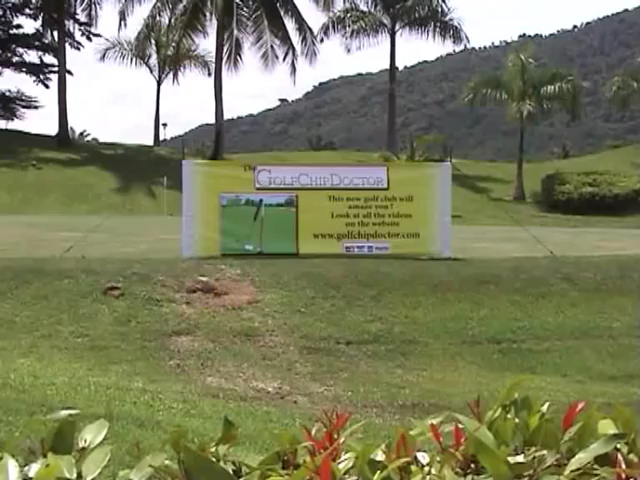 The
GOLFCHIPDOCTOR
This new golf club will
amaze you!
Look at all the videos
on the website
www.golfchipdoctor.com